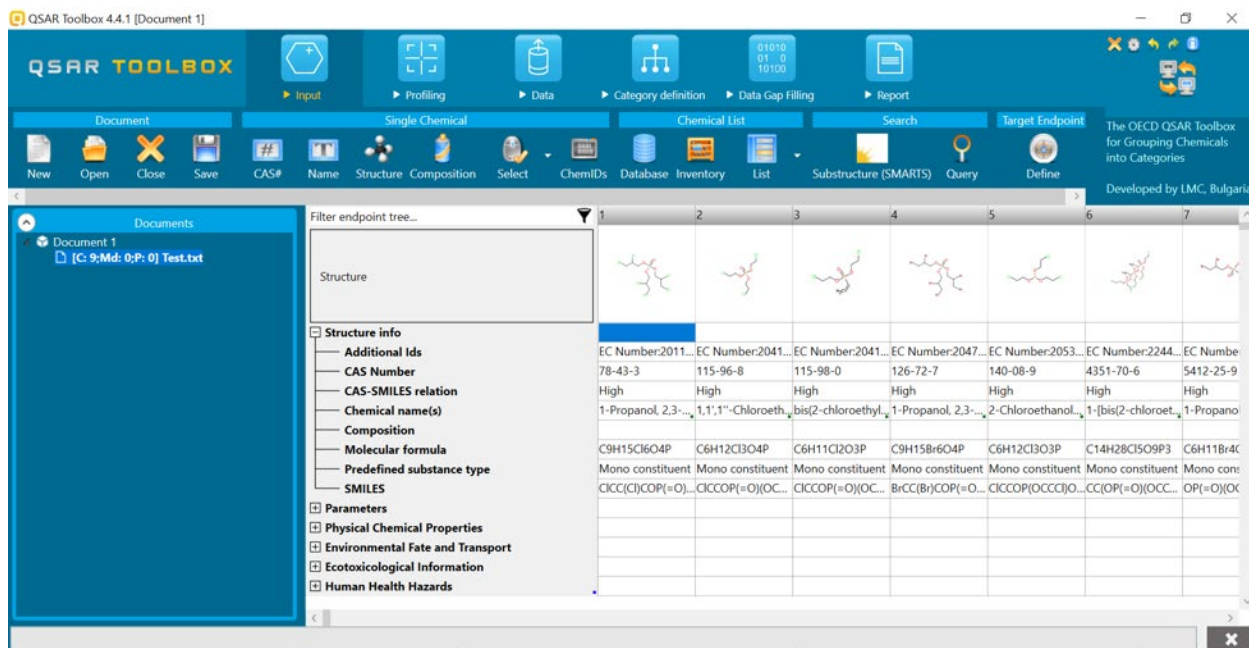 QSAR Toolbox 4.4.1 [Document 1]
QSAR TOOLBOX
Input
Profiling
Data
Category definition
01010
01 0
10100
Data Gap Filling
Report
Document
Single Chemical
Chemical List
Search
Target Endpoint
New
Open
Close
Save
#
CAS#
T
Name
Structure
Composition
Select
ChemIDs
Database
Inventory
List
Substructure (SMARTS)
Query
Define
The OECD QSAR Toolbox
for Grouping Chemicals
into Categories
Developed by LMC, Bulgaria
Documents
Document 1
[C: 9;Md: 0;P: 0] Test.txt
Filter endpoint tree...
1 2 3 4 5 6 7
Structure
Structure info
Additional Ids EC Number:2011... EC Number:2041... EC Number:2041... EC Number:2047... EC Number:2053... EC Number:2244... EC Numbe
CAS Number 78-43-3 115-96-8 115-98-0 126-72-7 140-08-9 4351-70-6 5412-25-9
CAS-SMILES relation High High High High High High High
Chemical name(s) 1-Propanol, 2,3-... 1,1',1''-Chloroeth... bis(2-chloroethyl... 1-Propanol, 2,3-... 2-Chloroethanol... 1-[bis(2-chloroet... 1-Propano
Composition
Molecular formula C9H15Cl6O4P C6H12Cl3O4P C6H11Cl2O3P C9H15Br6O4P C6H12Cl3O3P C14H28Cl5O9P3 C6H11Br4O
Predefined substance type Mono constituent Mono constituent Mono constituent Mono constituent Mono constituent Mono constituent Mono cons
SMILES ClCC(Cl)COP(=O)... ClCCOP(=O)(OC... ClCCOP(=O)(OC... BrCC(Br)COP(=O... ClCCOP(OCCCl)O... CC(OP(=O)(OCC... OP(=O)(OC
Parameters
Physical Chemical Properties
Environmental Fate and Transport
Ecotoxicological Information
Human Health Hazards